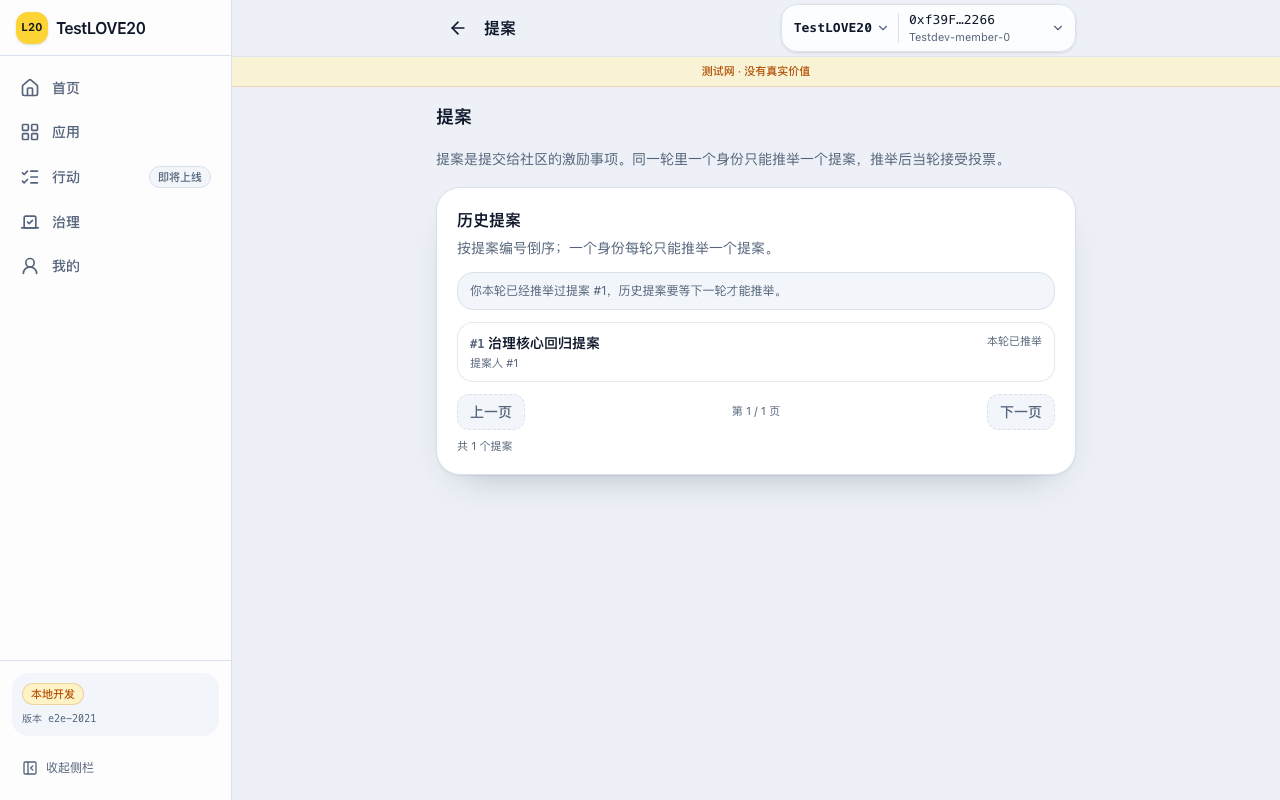 L20 TestLOVE20
首页
应用
行动 即将上线
治理
我的
本地开发
版本 e2e-2021
收起侧栏
提案
TestLOVE20
0xf39F…2266
Testdev-member-0
测试网 · 没有真实价值
提案
提案是提交给社区的激励事项。同一轮里一个身份只能推举一个提案，推举后当轮接受投票。
历史提案
按提案编号倒序；一个身份每轮只能推举一个提案。
你本轮已经推举过提案 #1，历史提案要等下一轮才能推举。
#1 治理核心回归提案 本轮已推举
提案人 #1
上一页 第 1 / 1 页 下一页
共 1 个提案